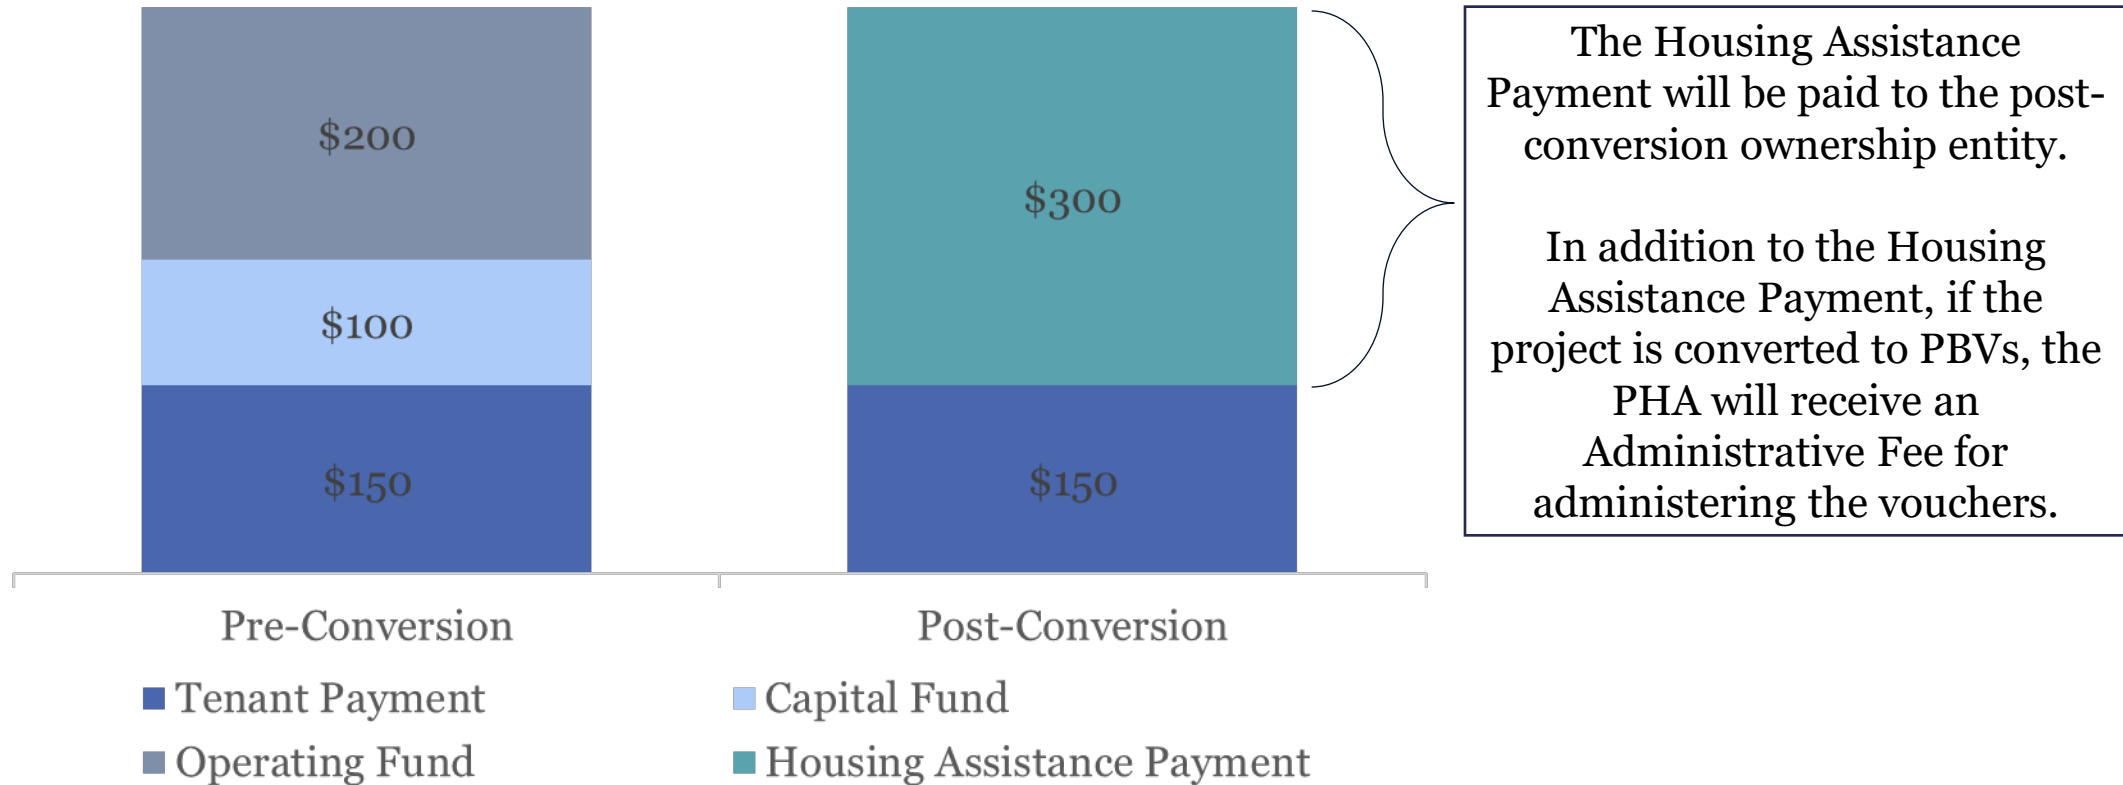 $200
$100
$150
$300
$150
Pre-Conversion
Post-Conversion
Tenant Payment
Capital Fund
Operating Fund
Housing Assistance Payment
The Housing Assistance
Payment will be paid to the post-
conversion ownership entity.
In addition to the Housing
Assistance Payment, if the
project is converted to PBVs, the
PHA will receive an
Administrative Fee for
administering the vouchers.